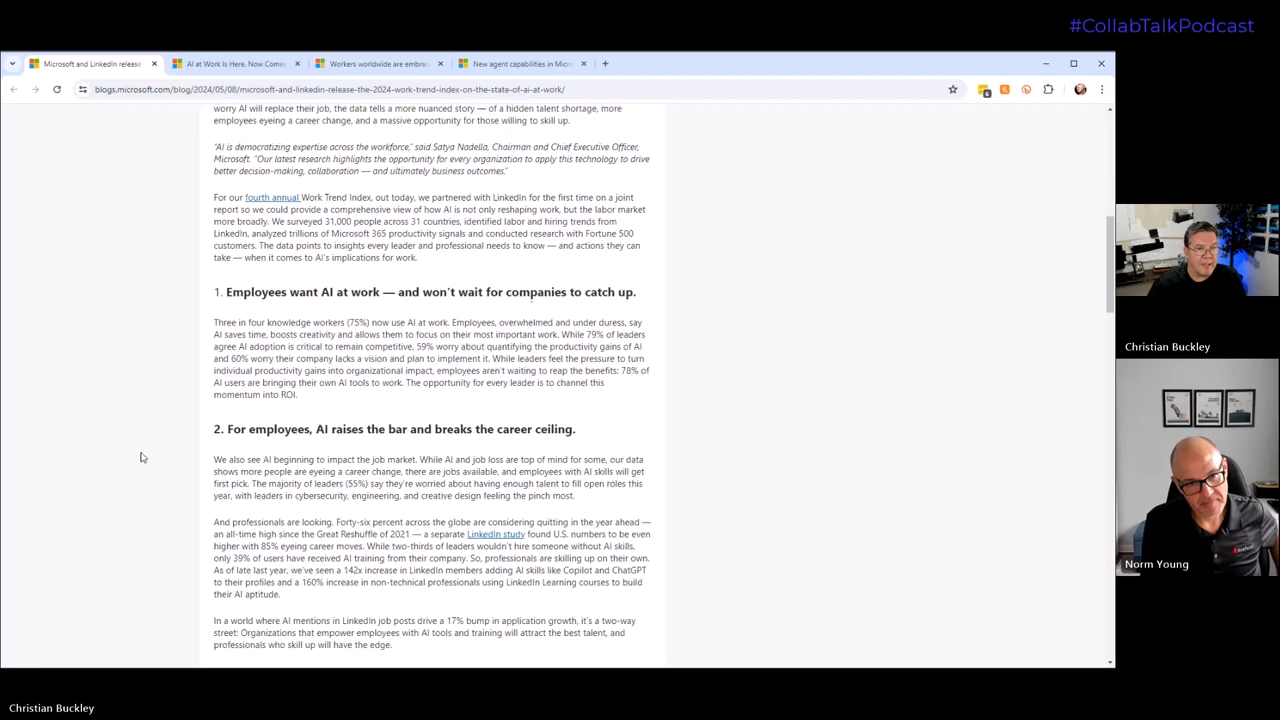 #CollabTalkPodcast
Microsoft and LinkedIn release
AI at Work Is Here. Now Comes
Workers worldwide are embrac
New agent capabilities in Micro
blogs.microsoft.com/blog/2024/05/08/microsoft-and-linkedin-release-the-2024-work-trend-index-on-the-state-of-ai-at-work/
worry AI will replace their job, the data tells a more nuanced story — of a hidden talent shortage, more
employees eyeing a career change, and a massive opportunity for those willing to skill up.
“AI is democratizing expertise across the workforce,” said Satya Nadella, Chairman and Chief Executive Officer,
Microsoft. “Our latest research highlights the opportunity for every organization to apply this technology to drive
better decision-making, collaboration — and ultimately business outcomes.”
For our fourth annual Work Trend Index, out today, we partnered with LinkedIn for the first time on a joint
report so we could provide a comprehensive view of how AI is not only reshaping work, but the labor market
more broadly. We surveyed 31,000 people across 31 countries, identified labor and hiring trends from
LinkedIn, analyzed trillions of Microsoft 365 productivity signals and conducted research with Fortune 500
customers. The data points to insights every leader and professional needs to know — and actions they can
take — when it comes to AI’s implications for work.
1. Employees want AI at work — and won’t wait for companies to catch up.
Three in four knowledge workers (75%) now use AI at work. Employees, overwhelmed and under duress, say
AI saves time, boosts creativity and allows them to focus on their most important work. While 79% of leaders
agree AI adoption is critical to remain competitive, 59% worry about quantifying the productivity gains of AI
and 60% worry their company lacks a vision and plan to implement it. While leaders feel the pressure to turn
individual productivity gains into organizational impact, employees aren’t waiting to reap the benefits: 78% of
AI users are bringing their own AI tools to work. The opportunity for every leader is to channel this
momentum into ROI.
2. For employees, AI raises the bar and breaks the career ceiling.
We also see AI beginning to impact the job market. While AI and job loss are top of mind for some, our data
shows more people are eyeing a career change, there are jobs available, and employees with AI skills will get
first pick. The majority of leaders (55%) say they’re worried about having enough talent to fill open roles this
year, with leaders in cybersecurity, engineering, and creative design feeling the pinch most.
And professionals are looking. Forty-six percent across the globe are considering quitting in the year ahead —
an all-time high since the Great Reshuffle of 2021 — a separate LinkedIn study found U.S. numbers to be even
higher with 85% eyeing career moves. While two-thirds of leaders wouldn’t hire someone without AI skills,
only 39% of users have received AI training from their company. So, professionals are skilling up on their own.
As of late last year, we’ve seen a 142x increase in LinkedIn members adding AI skills like Copilot and ChatGPT
to their profiles and a 160% increase in non-technical professionals using LinkedIn Learning courses to build
their AI aptitude.
In a world where AI mentions in LinkedIn job posts drive a 17% bump in application growth, it’s a two-way
street: Organizations that empower employees with AI tools and training will attract the best talent, and
professionals who skill up will have the edge.
Christian Buckley
Norm Young
Christian Buckley